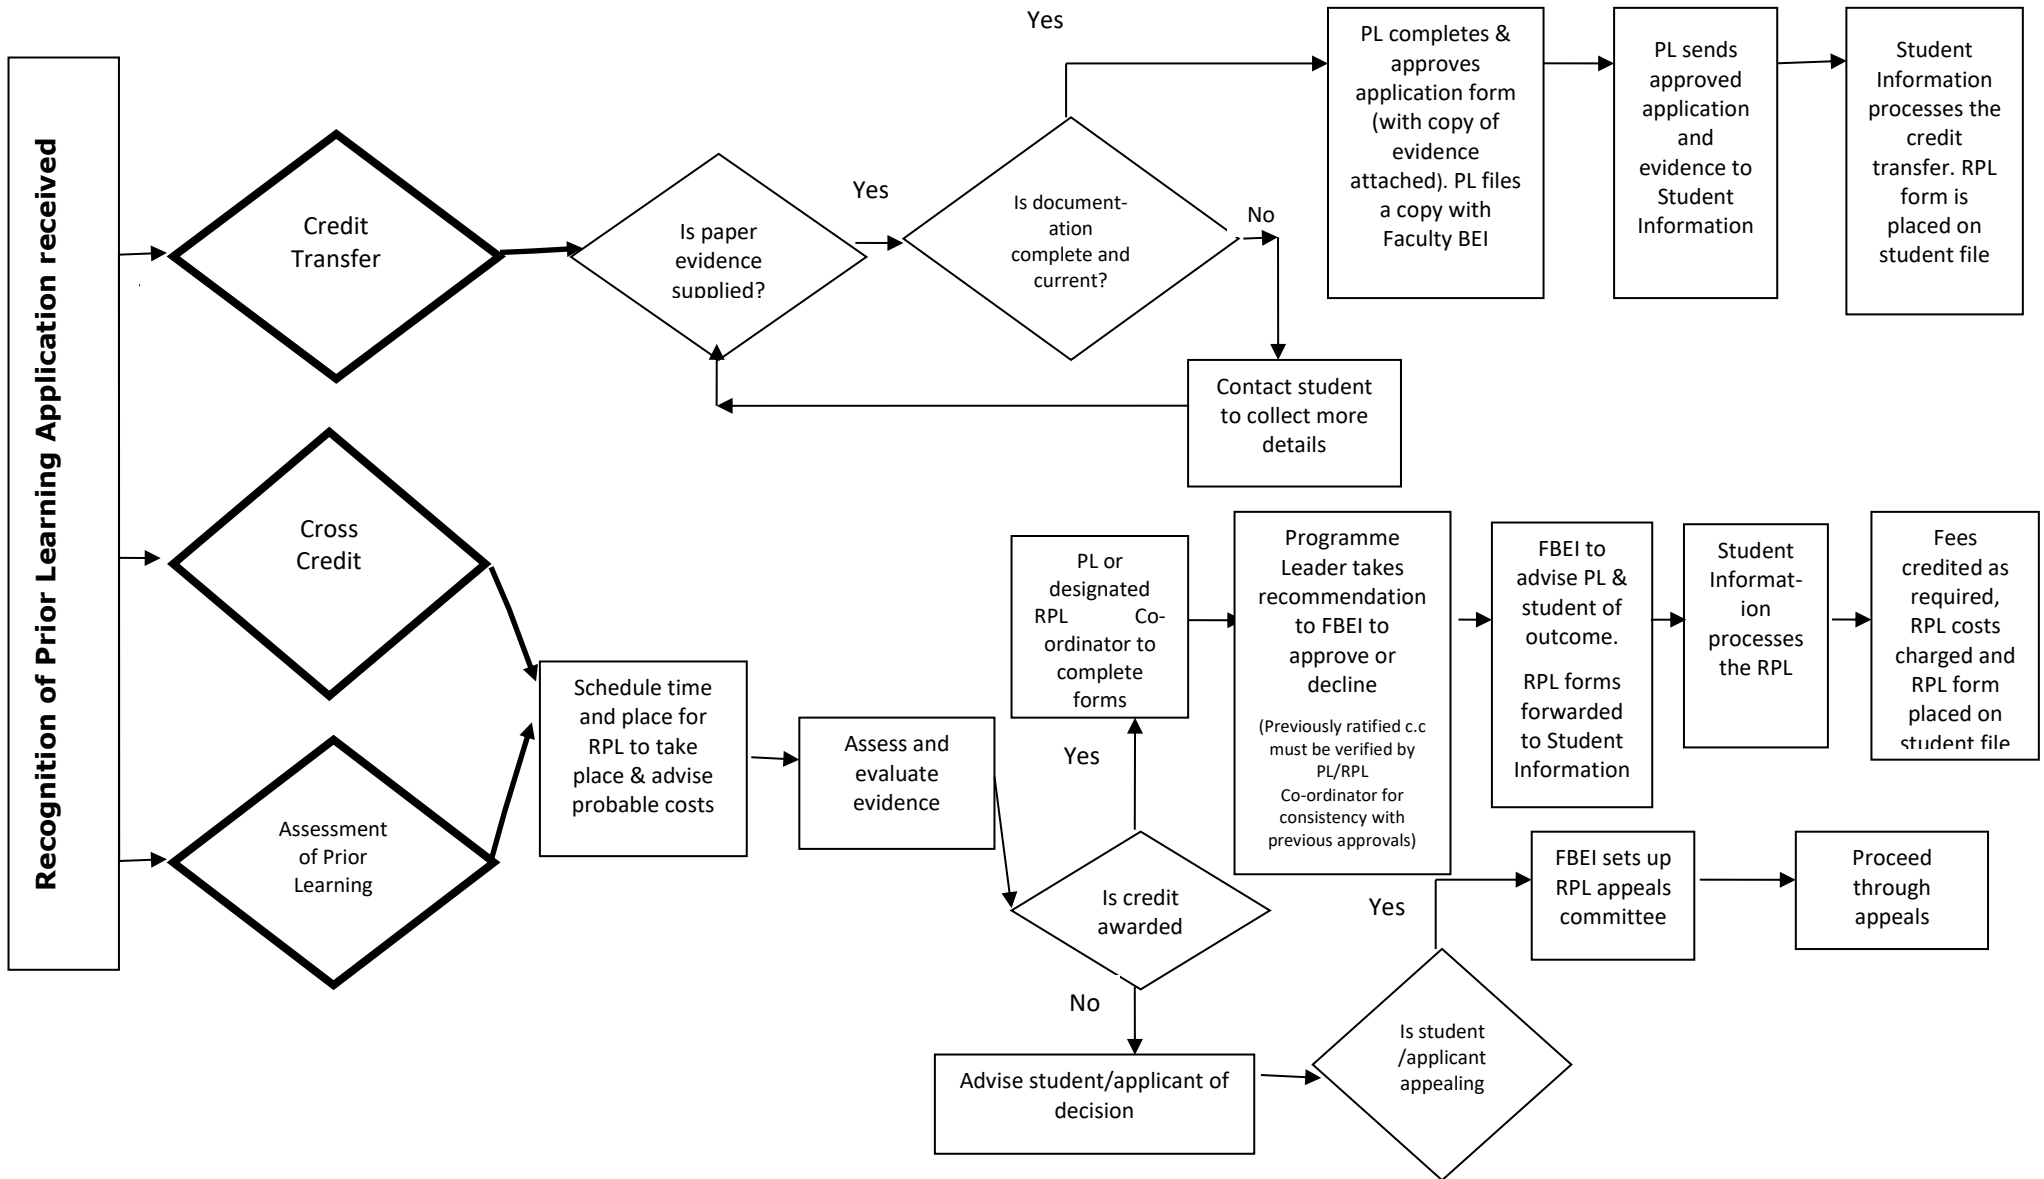 Recognition of Prior Learning Application received
Credit
Transfer
Is paper
evidence
supplied?
Yes
Is document-
ation
complete and
current?
Yes
No
PL completes &
approves
application form
(with copy of
evidence
attached). PL files
a copy with
Faculty BEI
PL sends
approved
application
and
evidence to
Student
Information
Student
Information
processes the
credit
transfer. RPL
form is
placed on
student file
Contact student
to collect more
details
Cross
Credit
Assessment
of Prior
Learning
Schedule time
and place for
RPL to take
place & advise
probable costs
Assess and
evaluate
evidence
Is credit
awarded
Yes
PL or
designated
RPL Co-
ordinator to
complete
forms
Programme
Leader takes
recommendation
to FBEI to
approve or
decline
(Previously ratified c.c
must be verified by
PL/RPL
Co-ordinator for
consistency with
previous approvals)
FBEI to
advise PL &
student of
outcome.
RPL forms
forwarded
to Student
Information
Student
Informat-
ion
processes
the RPL
Fees
credited as
required,
RPL costs
charged and
RPL form
placed on
student file
No
Advise student/applicant of
decision
Is student
/applicant
appealing
Yes
FBEI sets up
RPL appeals
committee
Proceed
through
appeals